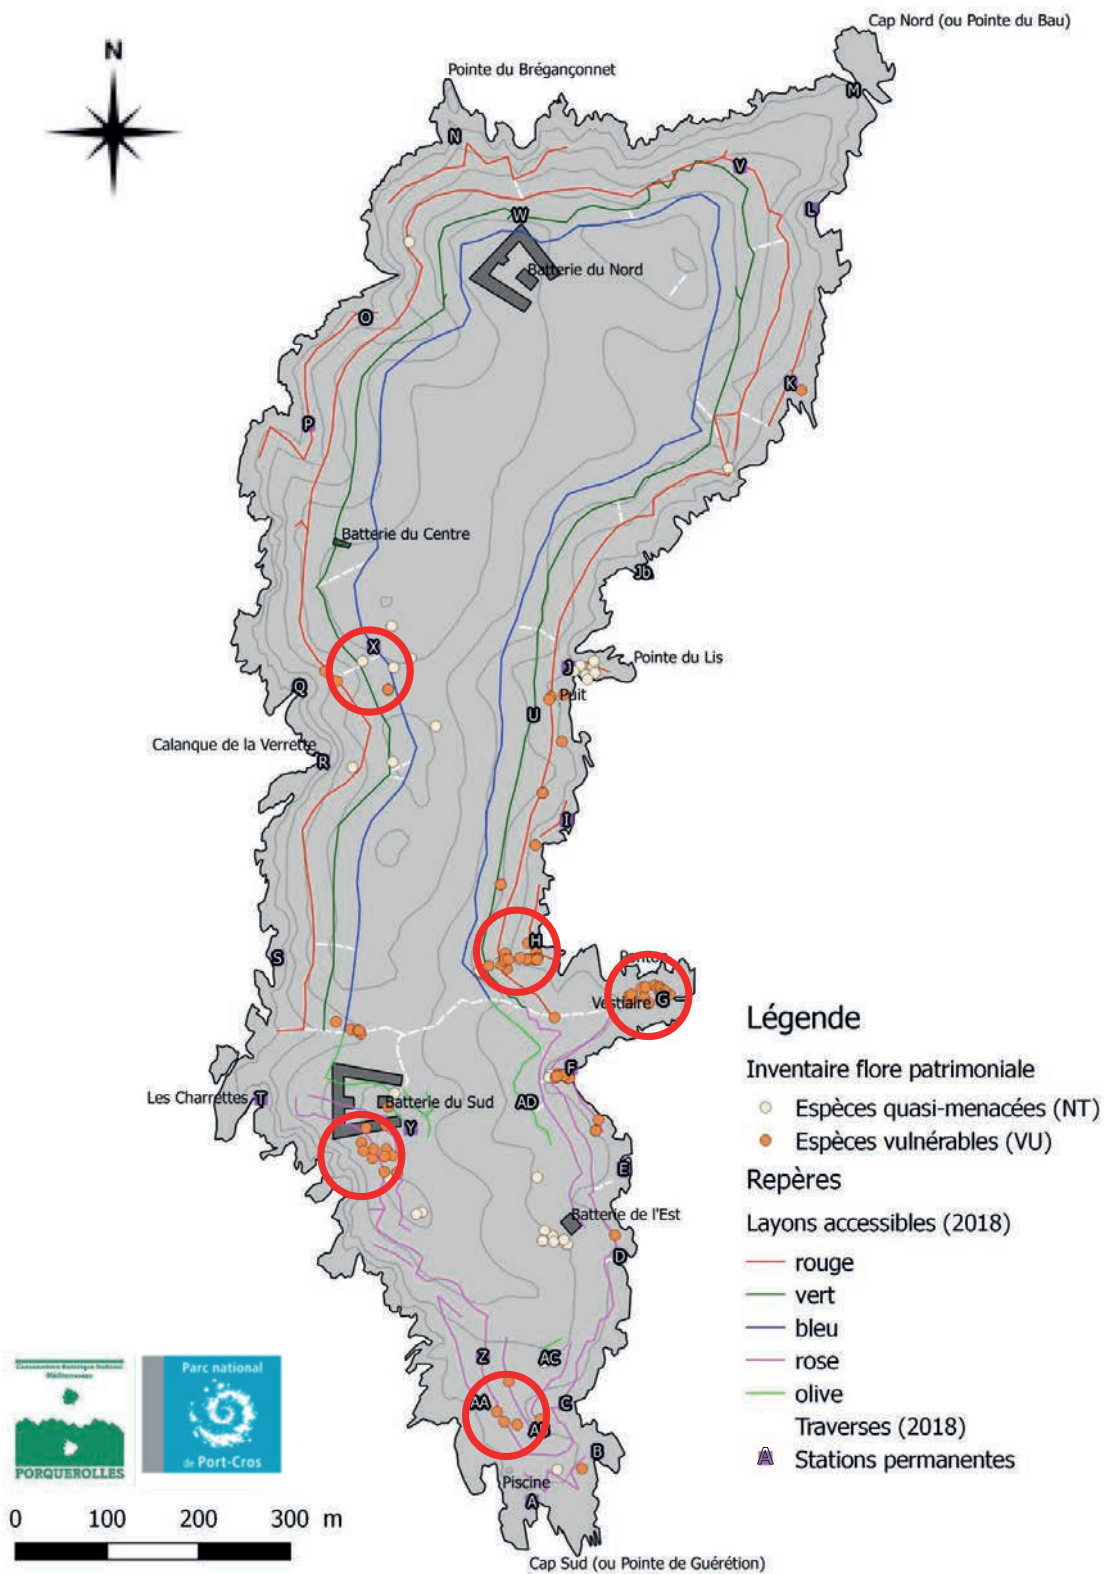 Cap Nord (ou Pointe du Bau)
N
Pointe du Brégançonnet
M
N
V
L
W
Batterie du Nord
O
K
P
Batterie du Centre
Jb
X
J
Pointe du Lis
Q
Puit
U
Calanque de la Verrette
R
I
H
S
Vestiaire
G
F
Les Charrettes
T
Batterie du Sud
AD
Y
E
Batterie de l'Est
D
Z
AC
AA
C
AB
B
Piscine
A
Cap Sud (ou Pointe de Guérétion)
Légende
Inventaire flore patrimoniale
Espèces quasi-menacées (NT)
Espèces vulnérables (VU)
Repères
Layons accessibles (2018)
rouge
vert
bleu
rose
olive
Traverses (2018)
A Stations permanentes
Conservatoire Botanique National
Méditerranéen
PORQUEROLLES
Parc national
de Port-Cros
0 100 200 300 m